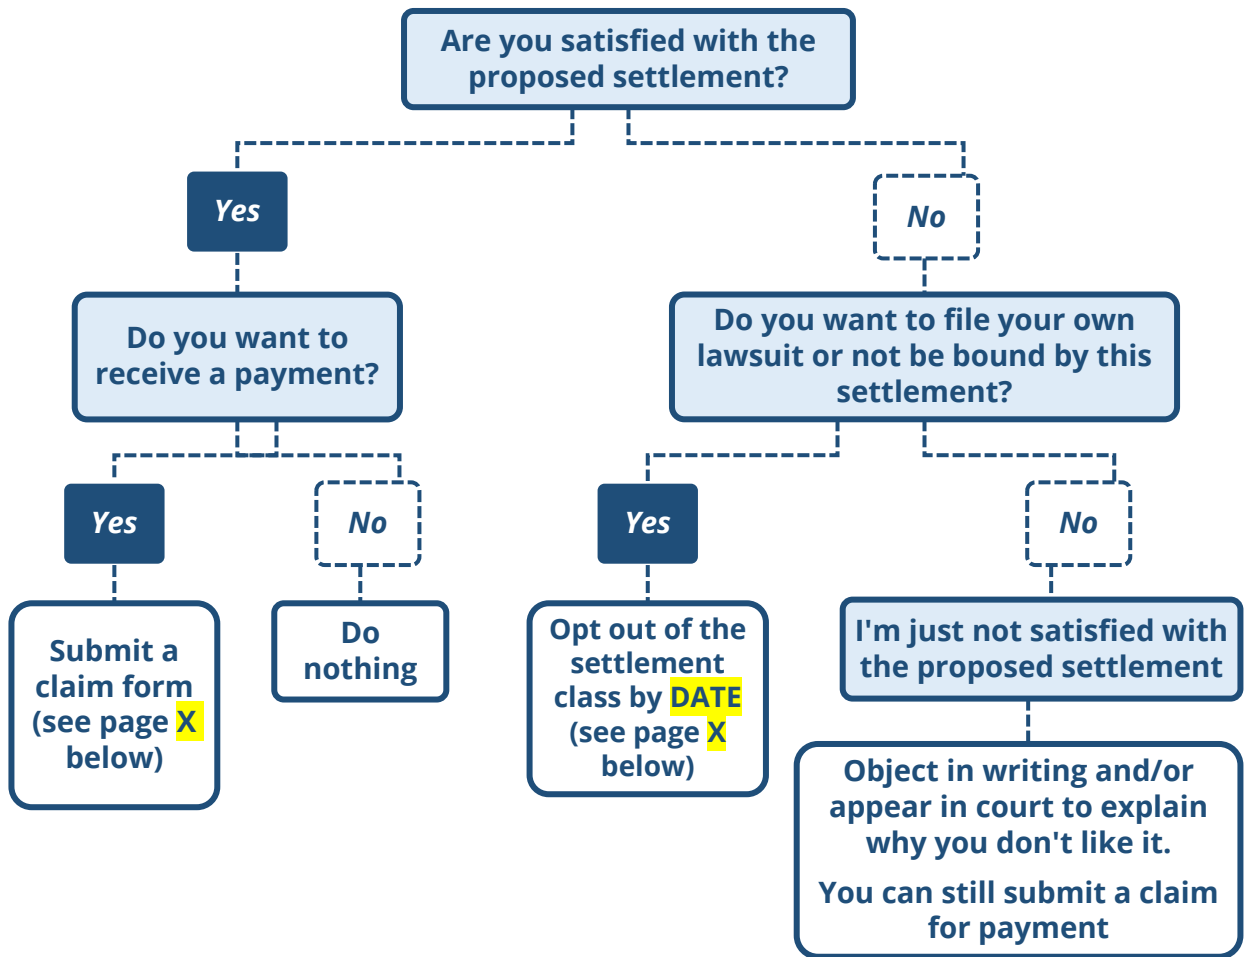 Are you satisfied with the
proposed settlement?
Yes
No
Do you want to
receive a payment?
Do you want to file your own
lawsuit or not be bound by this
settlement?
Yes
No
Yes
No
Submit a
claim form
(see page X
below)
Do
nothing
Opt out of the
settlement
class by DATE
(see page X
below)
I'm just not satisfied with
the proposed settlement
Object in writing and/or
appear in court to explain
why you don't like it.
You can still submit a claim
for payment